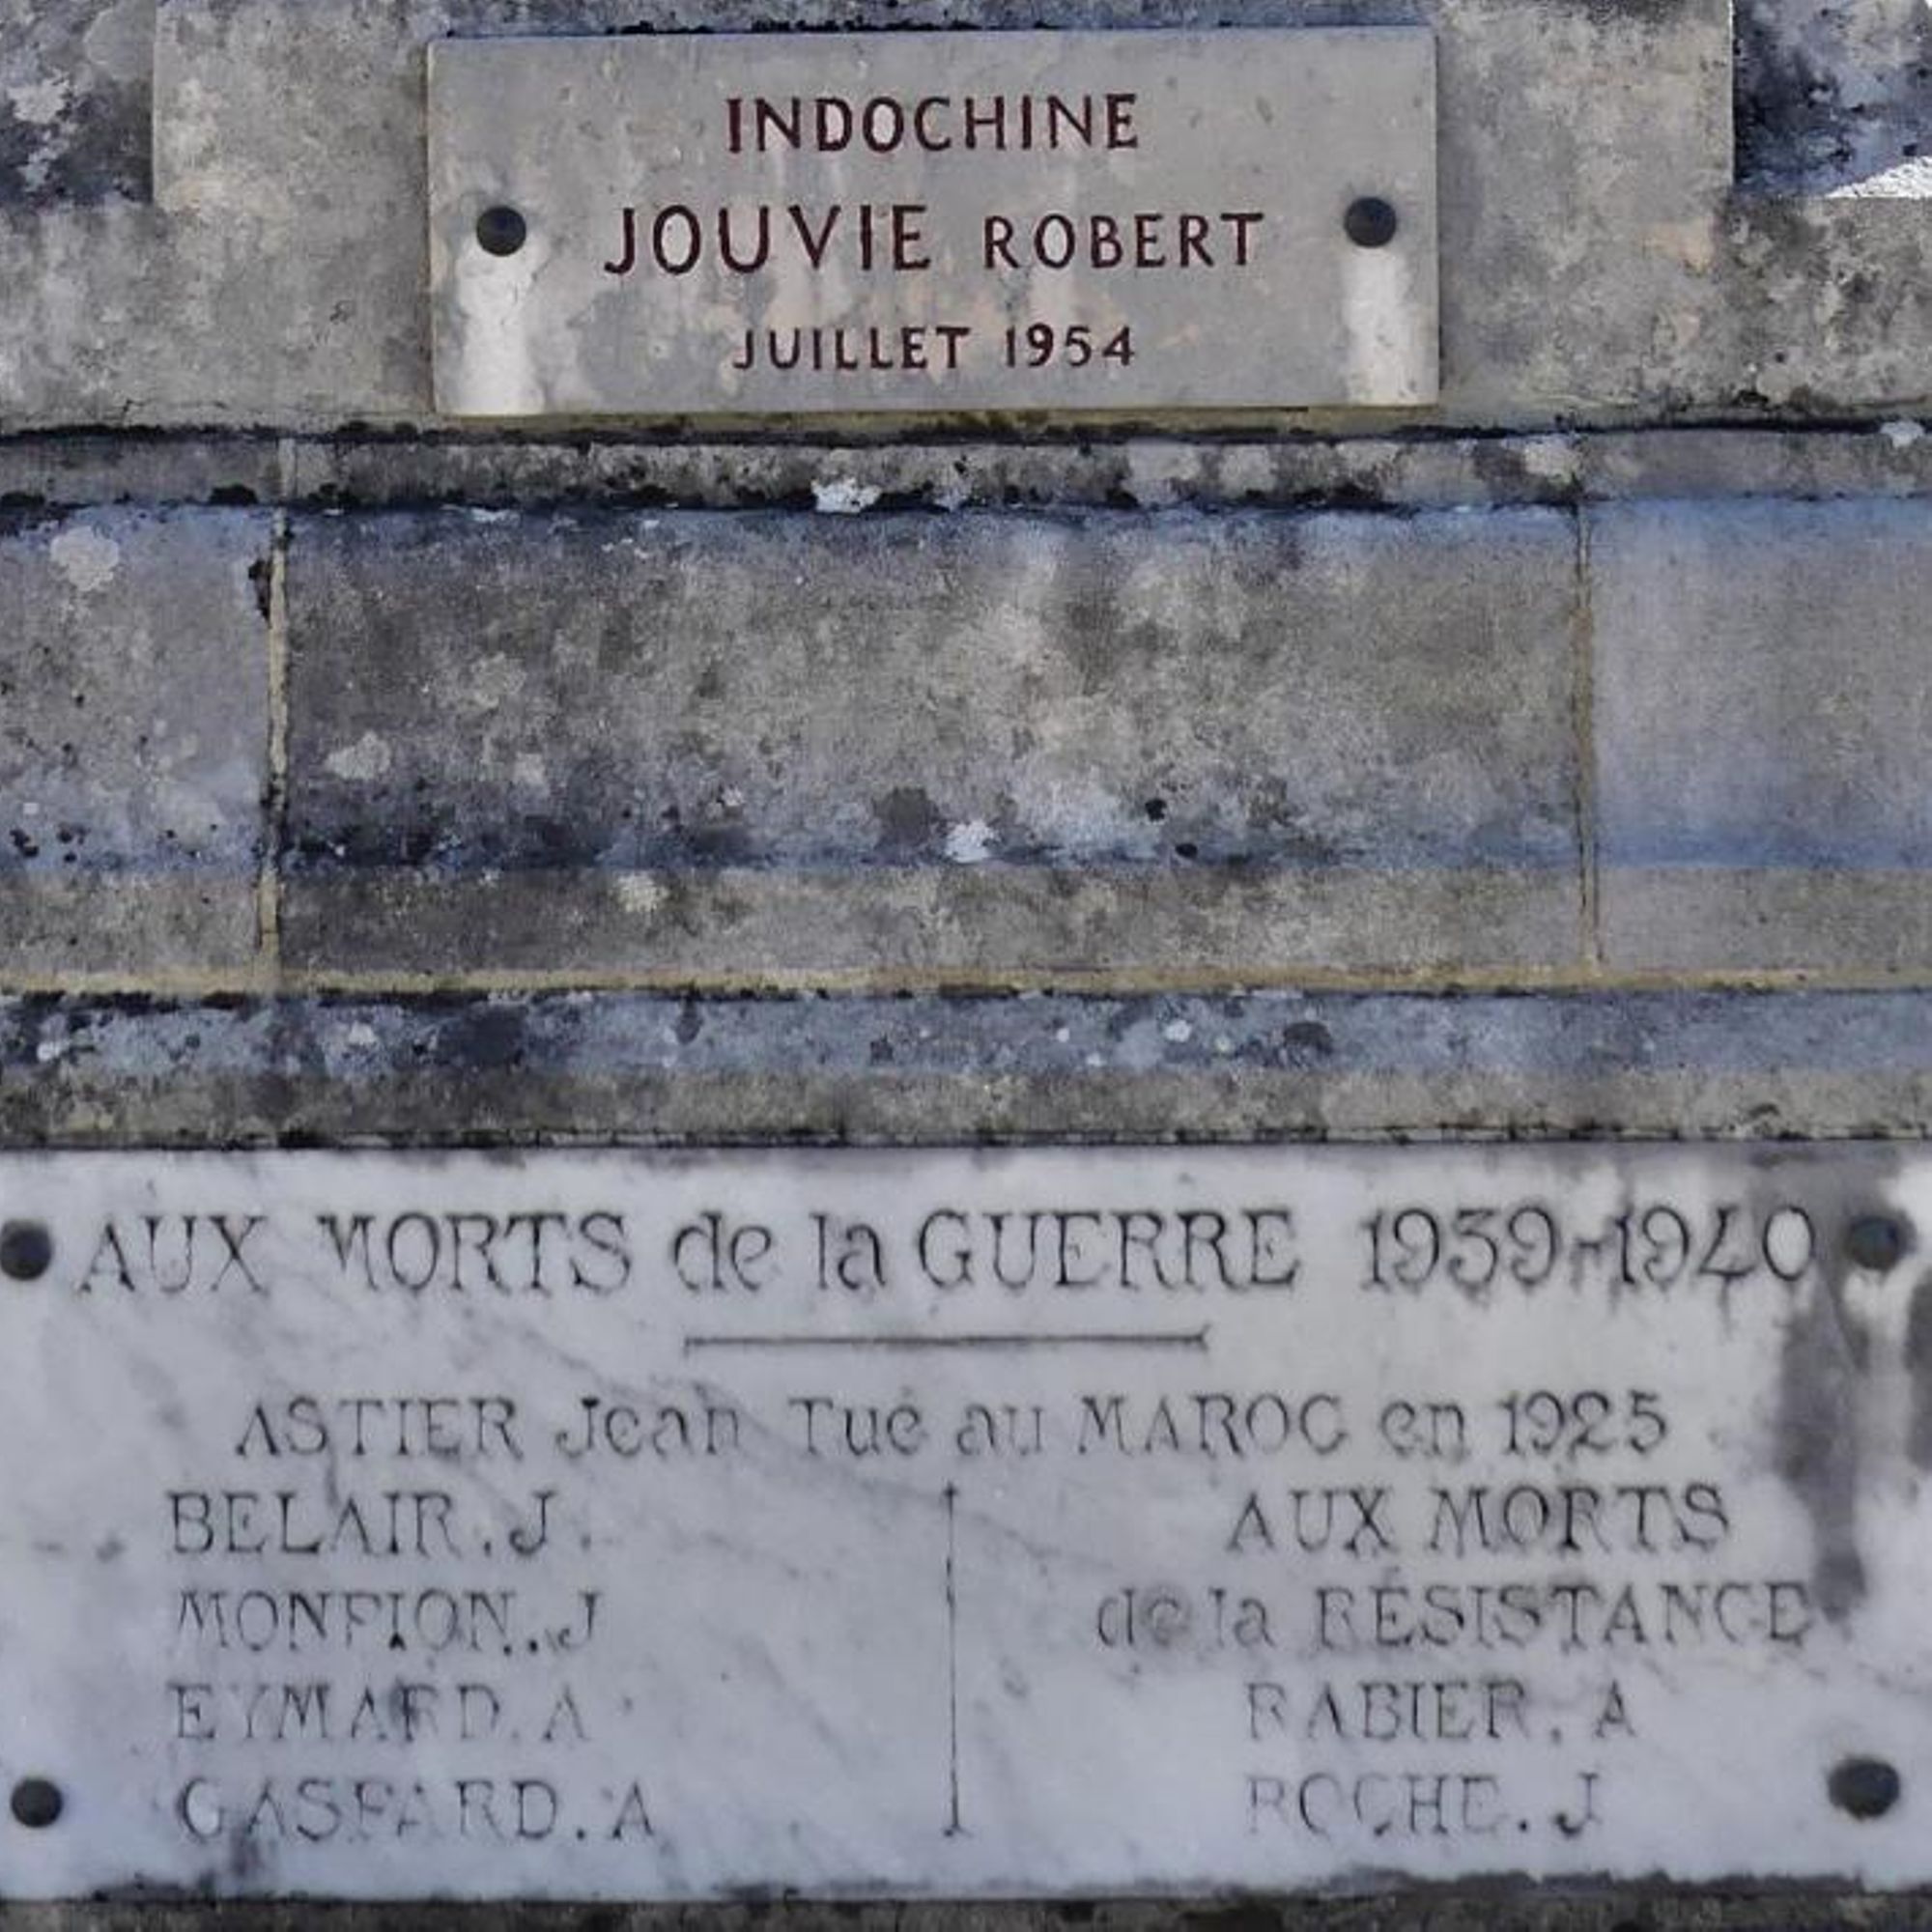 INDOCHINE
JOUVIE ROBERT
JUILLET 1954
AUX MORTS de la GUERRE 1939-1940
ASTIER Jean Tué au MAROC en 1925
BELAIR. J.
MONPION. J
EYMARD. A
GASPARD. A
AUX MORTS
de la RÉSISTANCE
RABIER. A
ROCHE. J